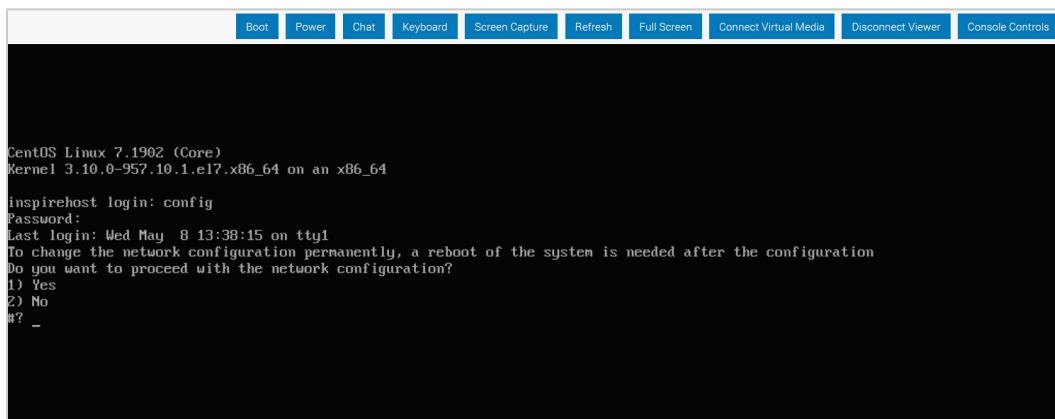 Boot Power Chat Keyboard Screen Capture Refresh Full Screen Connect Virtual Media Disconnect Viewer Console Controls
CentOS Linux 7.1902 (Core)
Kernel 3.10.0-957.10.1.el7.x86_64 on an x86_64
inspirehost login: config
Password:
Last login: Wed May  8 13:38:15 on tty1
To change the network configuration permanently, a reboot of the system is needed after the configuration
Do you want to proceed with the network configuration?
1) Yes
2) No
#? _